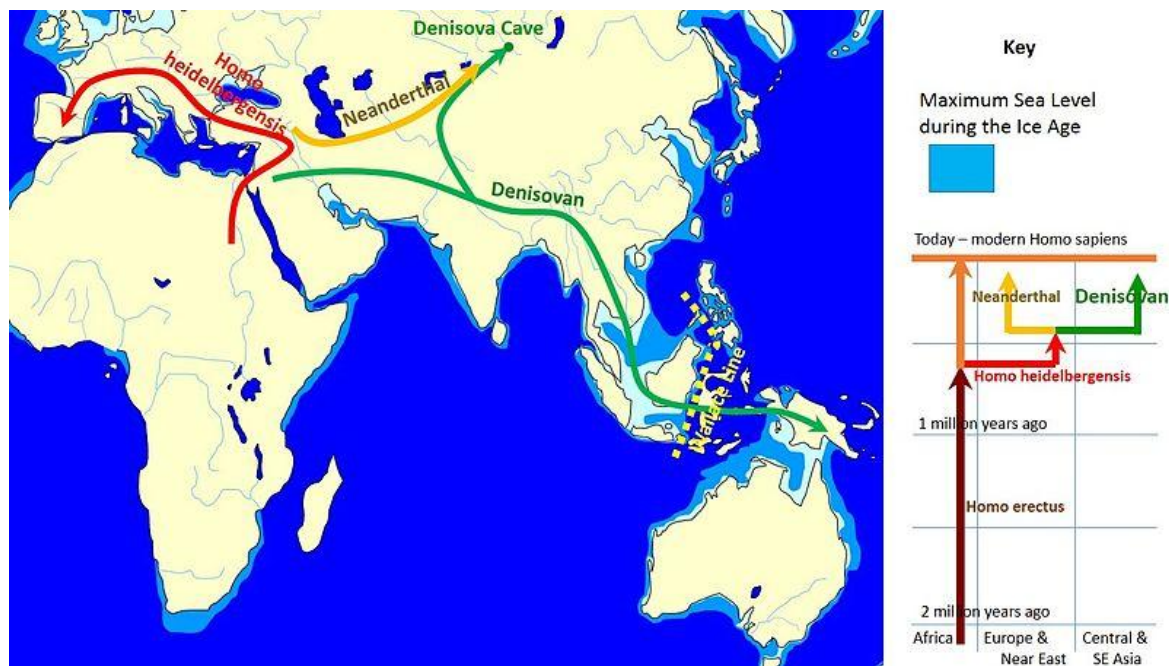 Denisova Cave
Homo
heidelbergensis
Neanderthal
Denisovan
Wallace Line
Key
Maximum Sea Level
during the Ice Age
Today – modern Homo sapiens
Neanderthal
Denisovan
Homo heidelbergensis
1 million years ago
Homo erectus
2 million years ago
Africa
Europe &
Near East
Central &
SE Asia